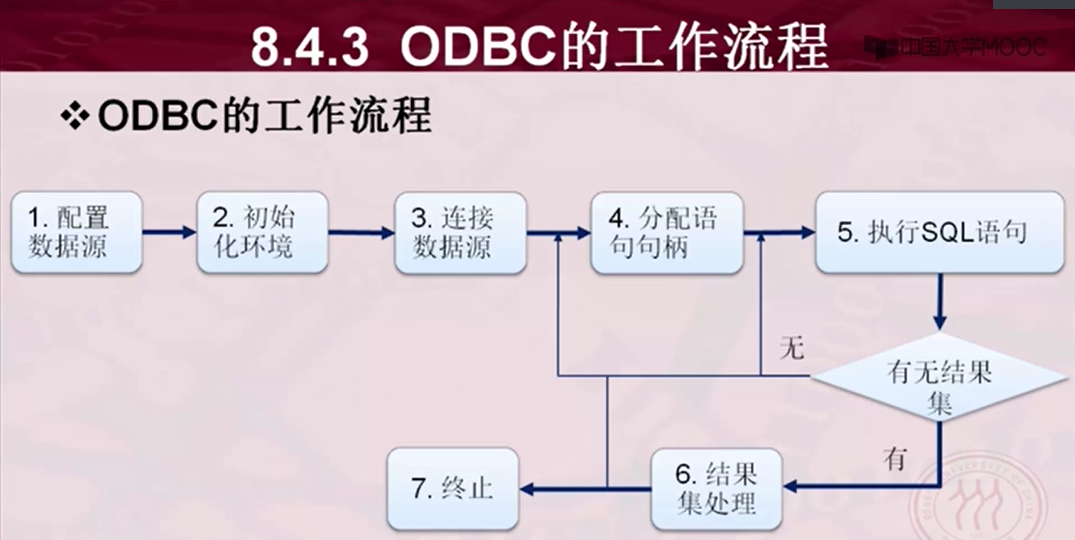 8.4.3 ODBC的工作流程
中国大学MOOC
❖ODBC的工作流程
1. 配置
数据源
2. 初始
化环境
3. 连接
数据源
4. 分配语
句句柄
5. 执行SQL语句
无
有无结果
集
有
7. 终止
6. 结果
集处理